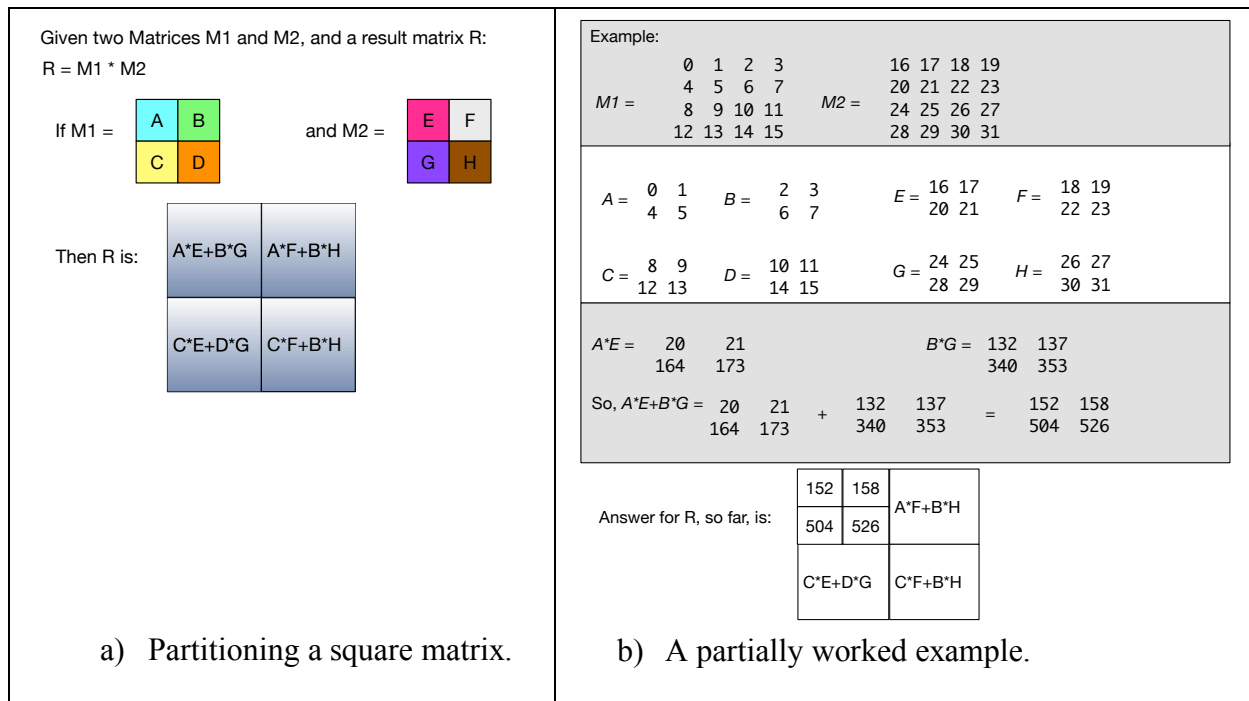 Given two Matrices M1 and M2, and a result matrix R:
R = M1 * M2
If M1 =
A B
C D
and M2 =
E F
G H
Then R is:
A*E+B*G A*F+B*H
C*E+D*G C*F+B*H
a) Partitioning a square matrix.
Example:
M1 =
0 1 2 3
4 5 6 7
8 9 10 11
12 13 14 15
M2 =
16 17 18 19
20 21 22 23
24 25 26 27
28 29 30 31
A =
0 1
4 5
B =
2 3
6 7
E =
16 17
20 21
F =
18 19
22 23
C =
8 9
12 13
D =
10 11
14 15
G =
24 25
28 29
H =
26 27
30 31
A*E =
20 21
164 173
B*G =
132 137
340 353
So, A*E+B*G =
20 21
164 173
+
132 137
340 353
=
152 158
504 526
Answer for R, so far, is:
152 158
504 526
A*F+B*H
C*E+D*G C*F+B*H
b) A partially worked example.